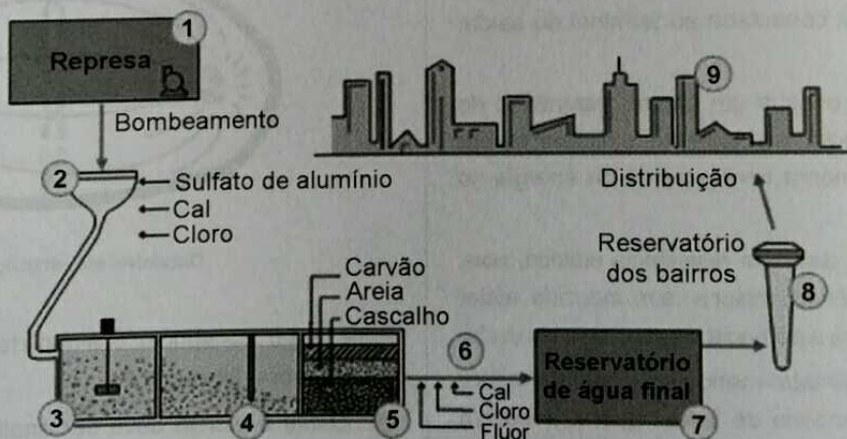 1
Represa
Bombeamento
2
Sulfato de alumínio
Cal
Cloro
Carvão
Areia
Cascalho
3
4
5
6
Cal
Cloro
Flúor
Reservatório
de água final
7
Reservatório
dos bairros
8
Distribuição
9